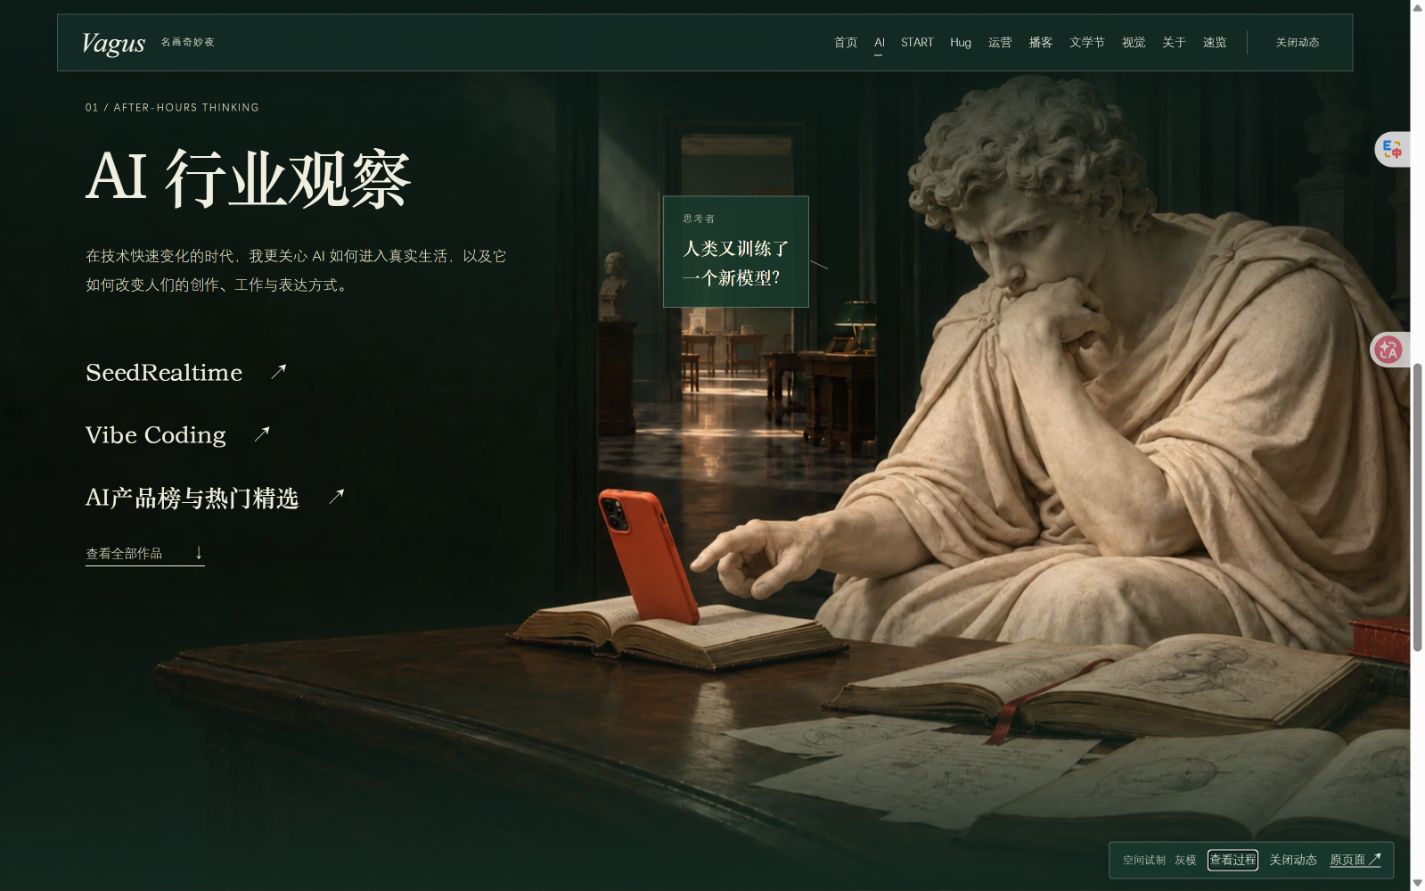 Vagus 名画奇妙夜
首页 AI START Hug 运营 播客 文学节 视觉 关于 速览 关闭动态
01 / AFTER-HOURS THINKING
AI 行业观察
在技术快速变化的时代，我更关心 AI 如何进入真实生活，以及它
如何改变人们的创作、工作与表达方式。
思考者
人类又训练了
一个新模型？
SeedRealtime ↗
Vibe Coding ↗
AI产品榜与热门精选 ↗
查看全部作品 ↓
空间试制 · 灰模 查看过程 关闭动态 原页面 ↗